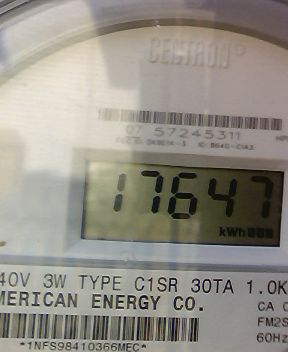 CENTRON®
07 57245311
17647
kWh
40V 3W TYPE C1SR 30TA 1.0K
MERICAN ENERGY CO.
CA 0
FM2S
60Hz
*1NFS98410366MEC*